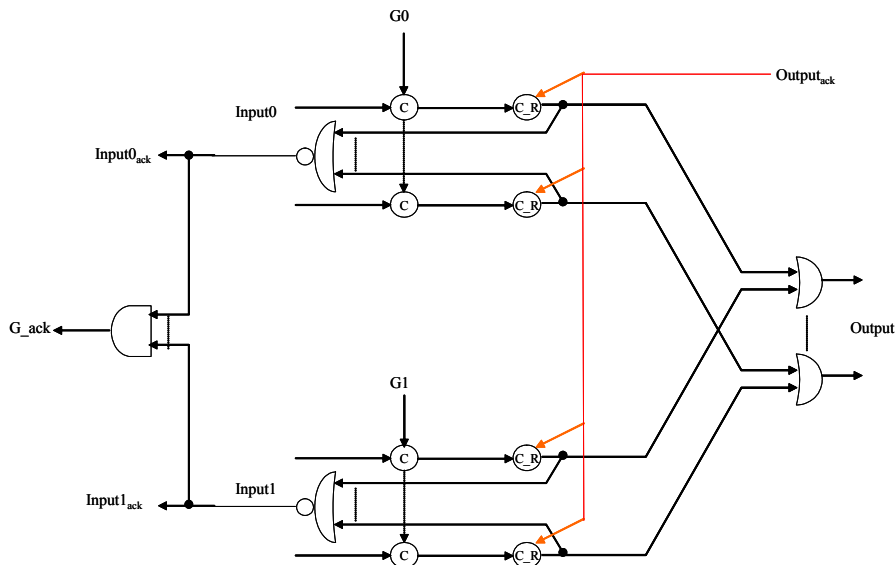 G0
Output_ack
C
C_R
Input0
Input0_ack
C
C_R
G_ack
Output
G1
C
C_R
Input1
Input1_ack
C
C_R